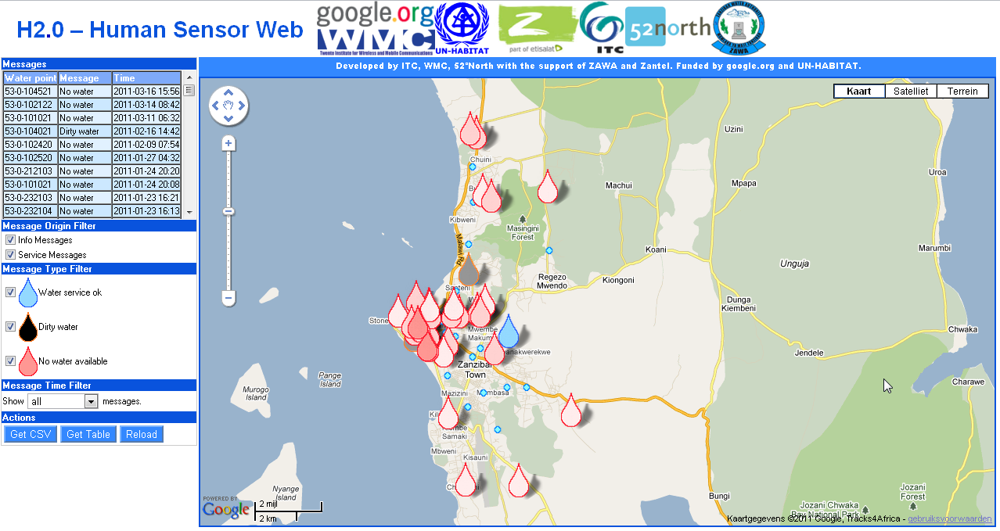 H2.0 – Human Sensor Web
google.org
WMC
Twente Institute for Wireless and Mobile Communications
UN-HABITAT
Z
part of etisalat
ITC
52north
ZANZIBAR WATER AUTHORITY
ZAWA
Developed by ITC, WMC, 52°North with the support of ZAWA and Zantel. Funded by google.org and UN-HABITAT.
Messages
Water point Message Time
53-0-104521 No water 2011-03-16 15:56
53-0-102122 No water 2011-03-14 08:42
53-0-101021 No water 2011-03-11 06:32
53-0-104021 Dirty water 2011-02-16 14:42
53-0-102420 No water 2011-02-09 07:54
53-0-102520 No water 2011-01-27 04:32
53-0-212103 No water 2011-01-24 20:20
53-0-101021 No water 2011-01-24 20:08
53-0-232103 No water 2011-01-23 16:21
53-0-232104 No water 2011-01-23 16:13
Message Origin Filter
Info Messages
Service Messages
Message Type Filter
Water service ok
Dirty water
No water available
Message Time Filter
Show all messages.
Actions
Get CSV Get Table Reload
Kaart Satelliet Terrein
Uzini
Chuini
Uroa
Mpapa
Machui
Kibweni
Masingini
Forest
Malawi Rd
Koani
Marumbi
Unguja
Regezo
Mwendo
Kiongoni
Dunga
Kiembeni
Stone
Mwembe
Makum
anakwerekwe
Chwaka
Jendele
Zanzibar
Town
Pange
Island
Charawe
Murogo
Island
Mazizini
Mombasa
Samaki
Mbweni
Kisauni
Nyange
Island
Bungi
Jozani
Forest
Jozani Chwaka
Bay National Park
POWERED BY
Google
2 mijl
2 km
Kaartgegevens ©2011 Google, Tracks4Africa - gebruiksvoorwaarden